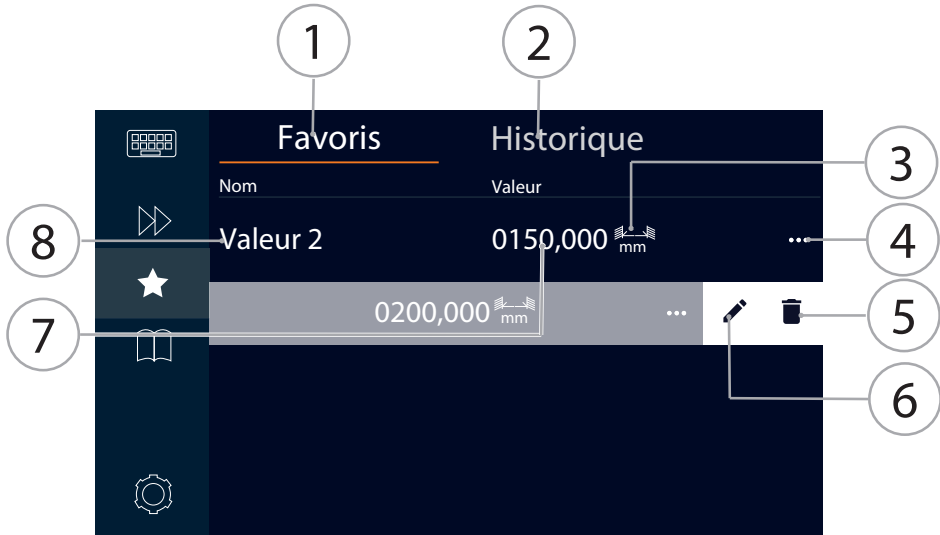 1
2
Favoris
Historique
3
Nom
Valeur
8
Valeur 2
0150,000 mm
...
4
7
0200,000 mm
...
5
6